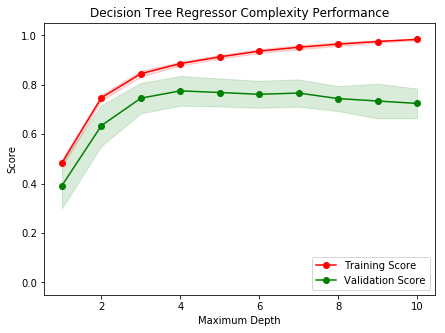 Decision Tree Regressor Complexity Performance
1.0
0.8
0.6
0.4
0.2
0.0
Score
2 4 6 8 10
Maximum Depth
Training Score
Validation Score